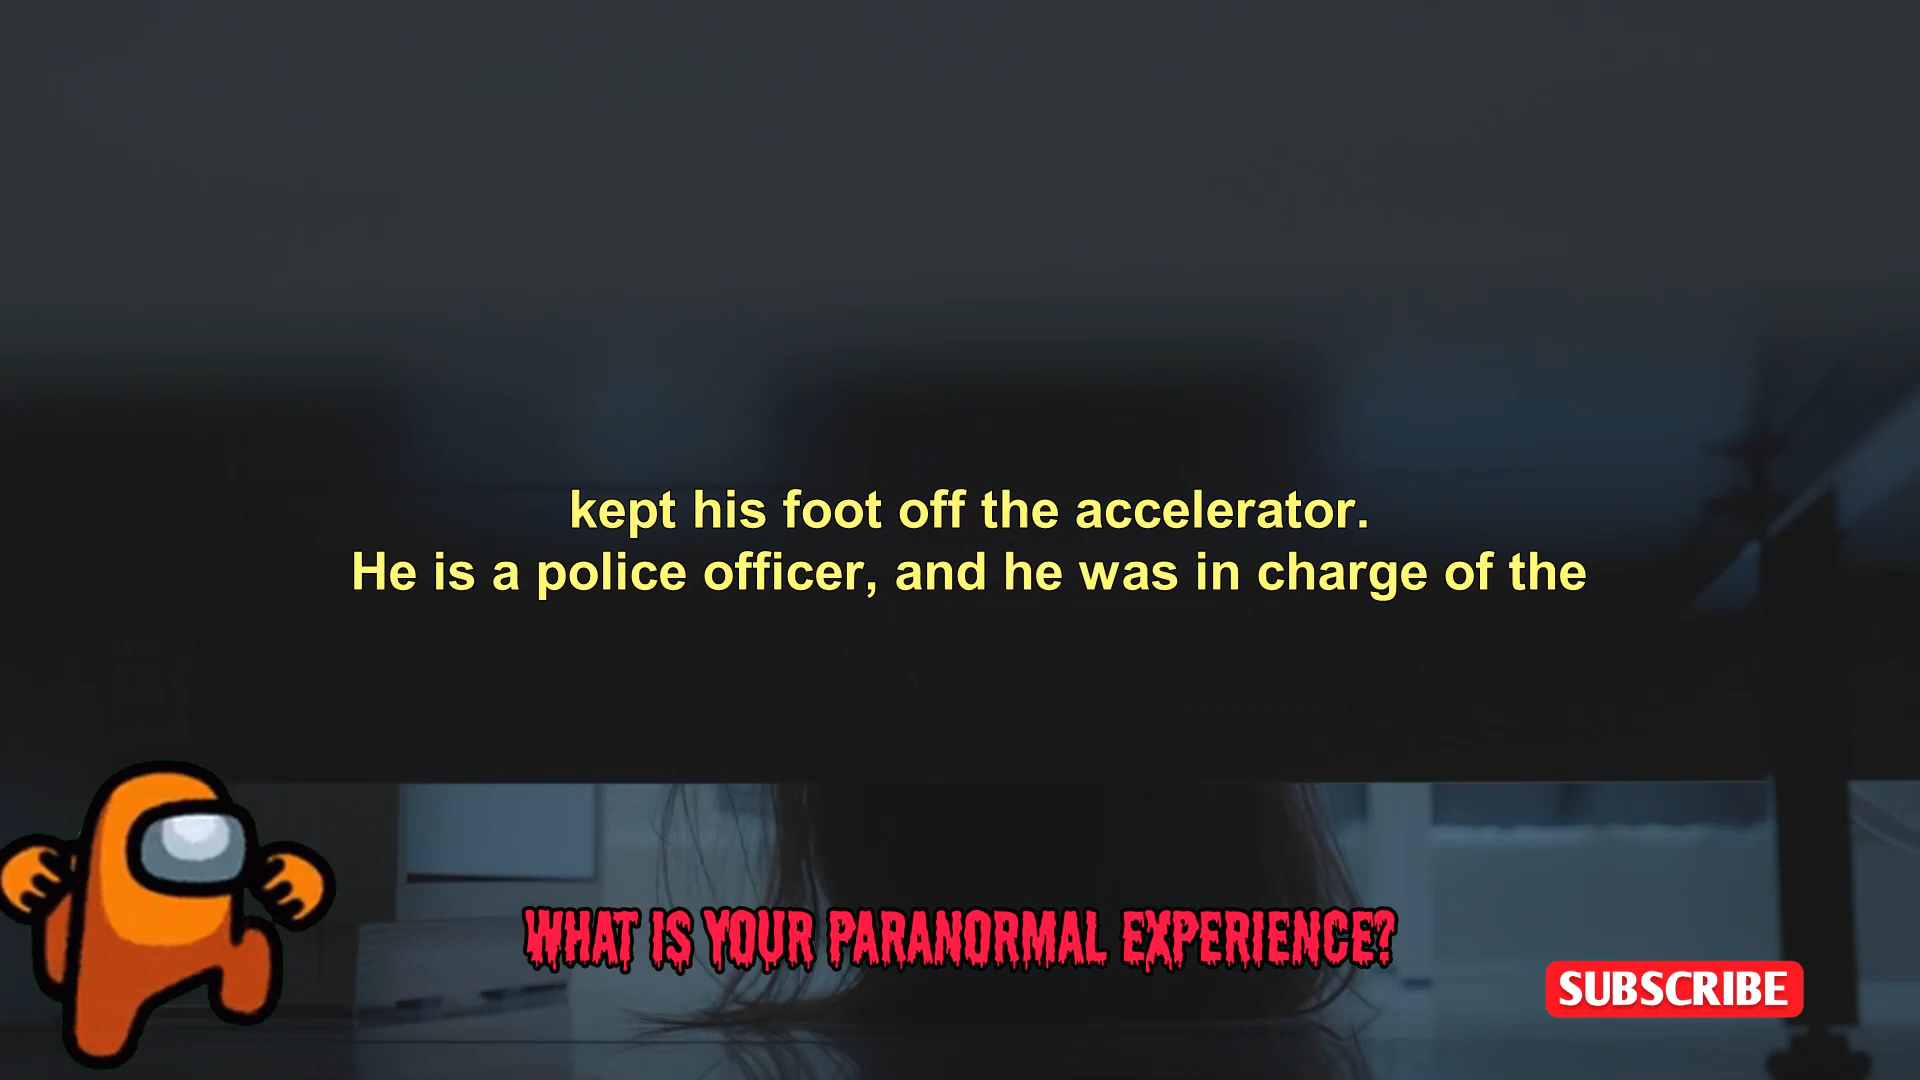 kept his foot off the accelerator.
He is a police officer, and he was in charge of the
WHAT IS YOUR PARANORMAL EXPERIENCE?
SUBSCRIBE